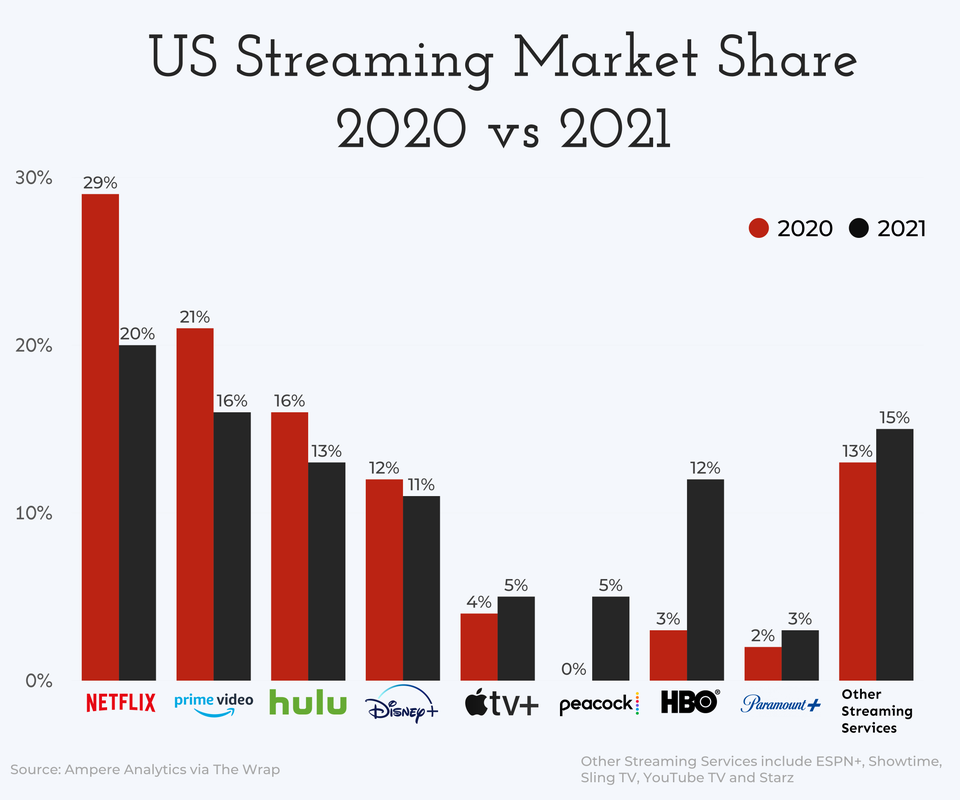 US Streaming Market Share
2020 vs 2021
30%
20%
10%
0%
2020
2021
29%
20%
21%
16%
16%
13%
12%
11%
4%
5%
0%
5%
3%
12%
2%
3%
13%
15%
NETFLIX
prime video
hulu
Disney+
tv+
peacock
HBO®
Paramount+
Other
Streaming
Services
Source: Ampere Analytics via The Wrap
Other Streaming Services include ESPN+, Showtime,
Sling TV, YouTube TV and Starz